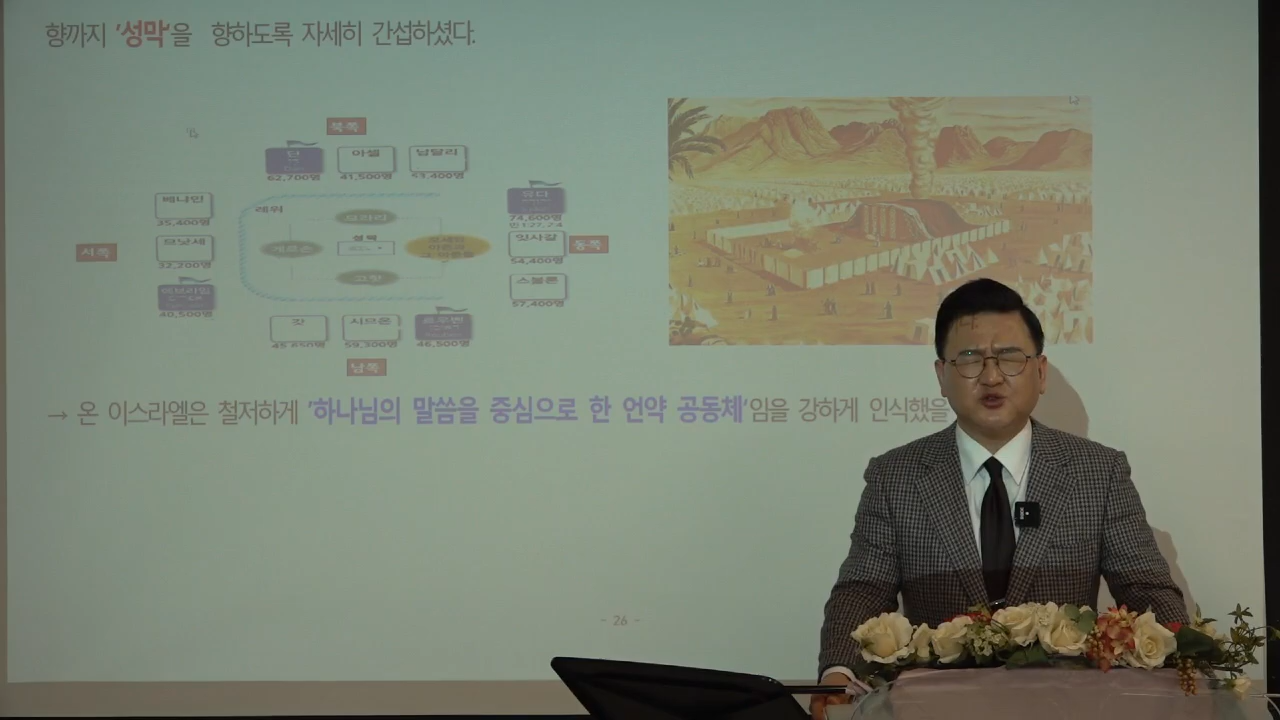 향까지 '성막'을 향하도록 자세히 간섭하셨다.
북쪽
단 아셀 납달리
62,700명 41,500명 53,400명
베냐민
35,400명
레위
유다
74,600명
므낫세
32,200명
서쪽
게르손
성막
잇사갈
54,400명
동쪽
고핫
에브라임
40,500명
스불론
57,400명
갓 시므온 르우벤
45,650명 59,300명 46,500명
남쪽
→ 온 이스라엘은 철저하게 '하나님의 말씀을 중심으로 한 언약 공동체'임을 강하게 인식했을
- 26 -